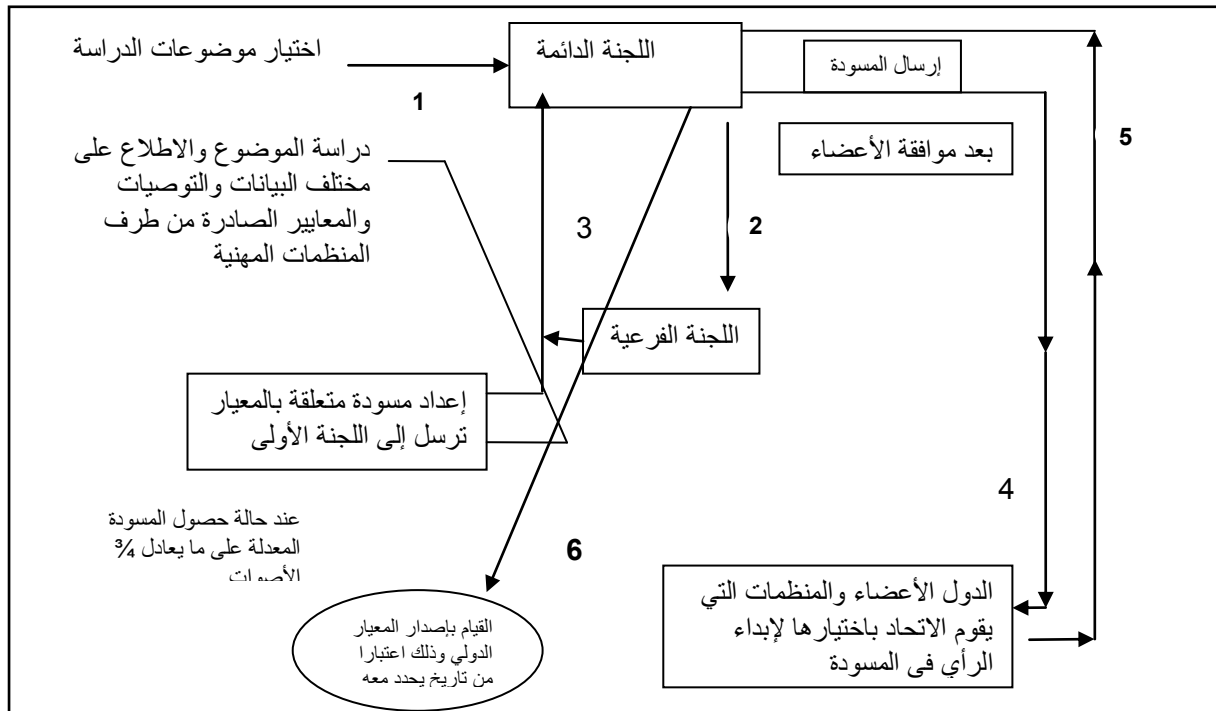 اختيار موضوعات الدراسة
1
اللجنة الدائمة
إرسال المسودة
بعد موافقة الأعضاء
5
دراسة الموضوع والاطلاع على
مختلف البيانات والتوصيات
والمعايير الصادرة من طرف
المنظمات المهنية
3
2
اللجنة الفرعية
إعداد مسودة متعلقة بالمعيار
ترسل إلى اللجنة الأولى
4
عند حالة حصول المسودة
المعدلة على ما يعادل ¾
الأصوات
6
القيام بإصدار المعيار
الدولي وذلك اعتبارا
من تاريخ يحدد معه
الدول الأعضاء والمنظمات التي
يقوم الاتحاد باختيارها لإبداء
الرأي في المسودة